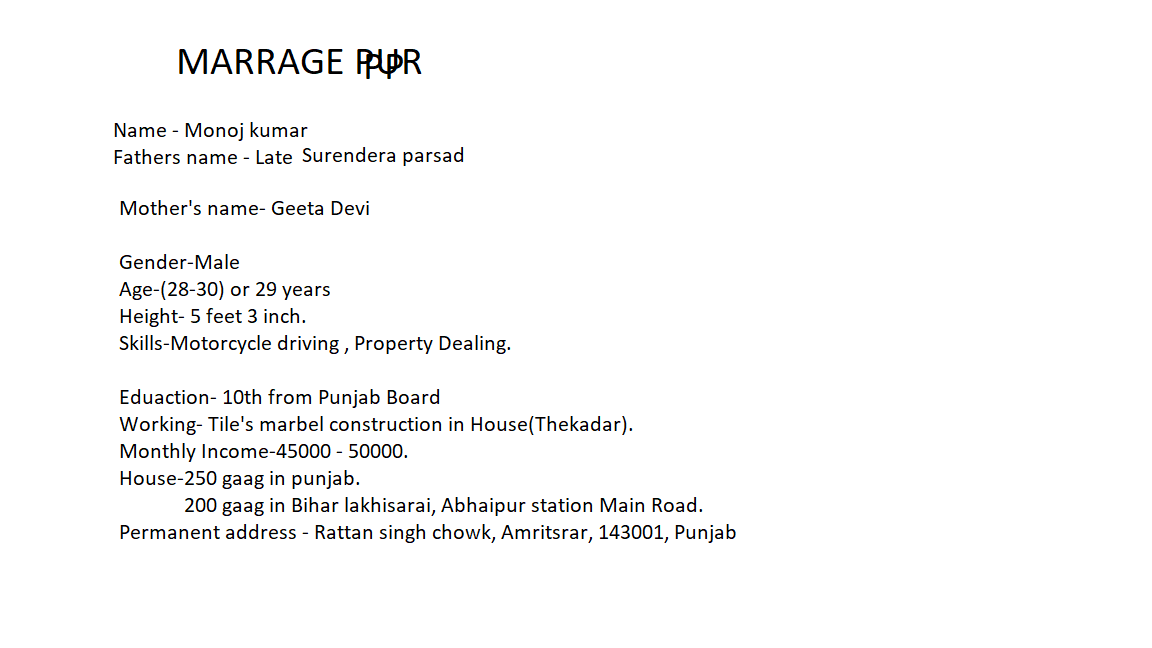 MARRAGE
Name - Monoj kumar
Fathers name - Late Surendera parsad
Mother's name- Geeta Devi
Gender-Male
Age-(28-30) or 29 years
Height- 5 feet 3 inch.
Skills-Motorcycle driving , Property Dealing.
Eduaction- 10th from Punjab Board
Working- Tile's marbel construction in House(Thekadar).
Monthly Income-45000 - 50000.
House-250 gaag in punjab.
200 gaag in Bihar lakhisarai, Abhaipur station Main Road.
Permanent address - Rattan singh chowk, Amritsrar, 143001, Punjab